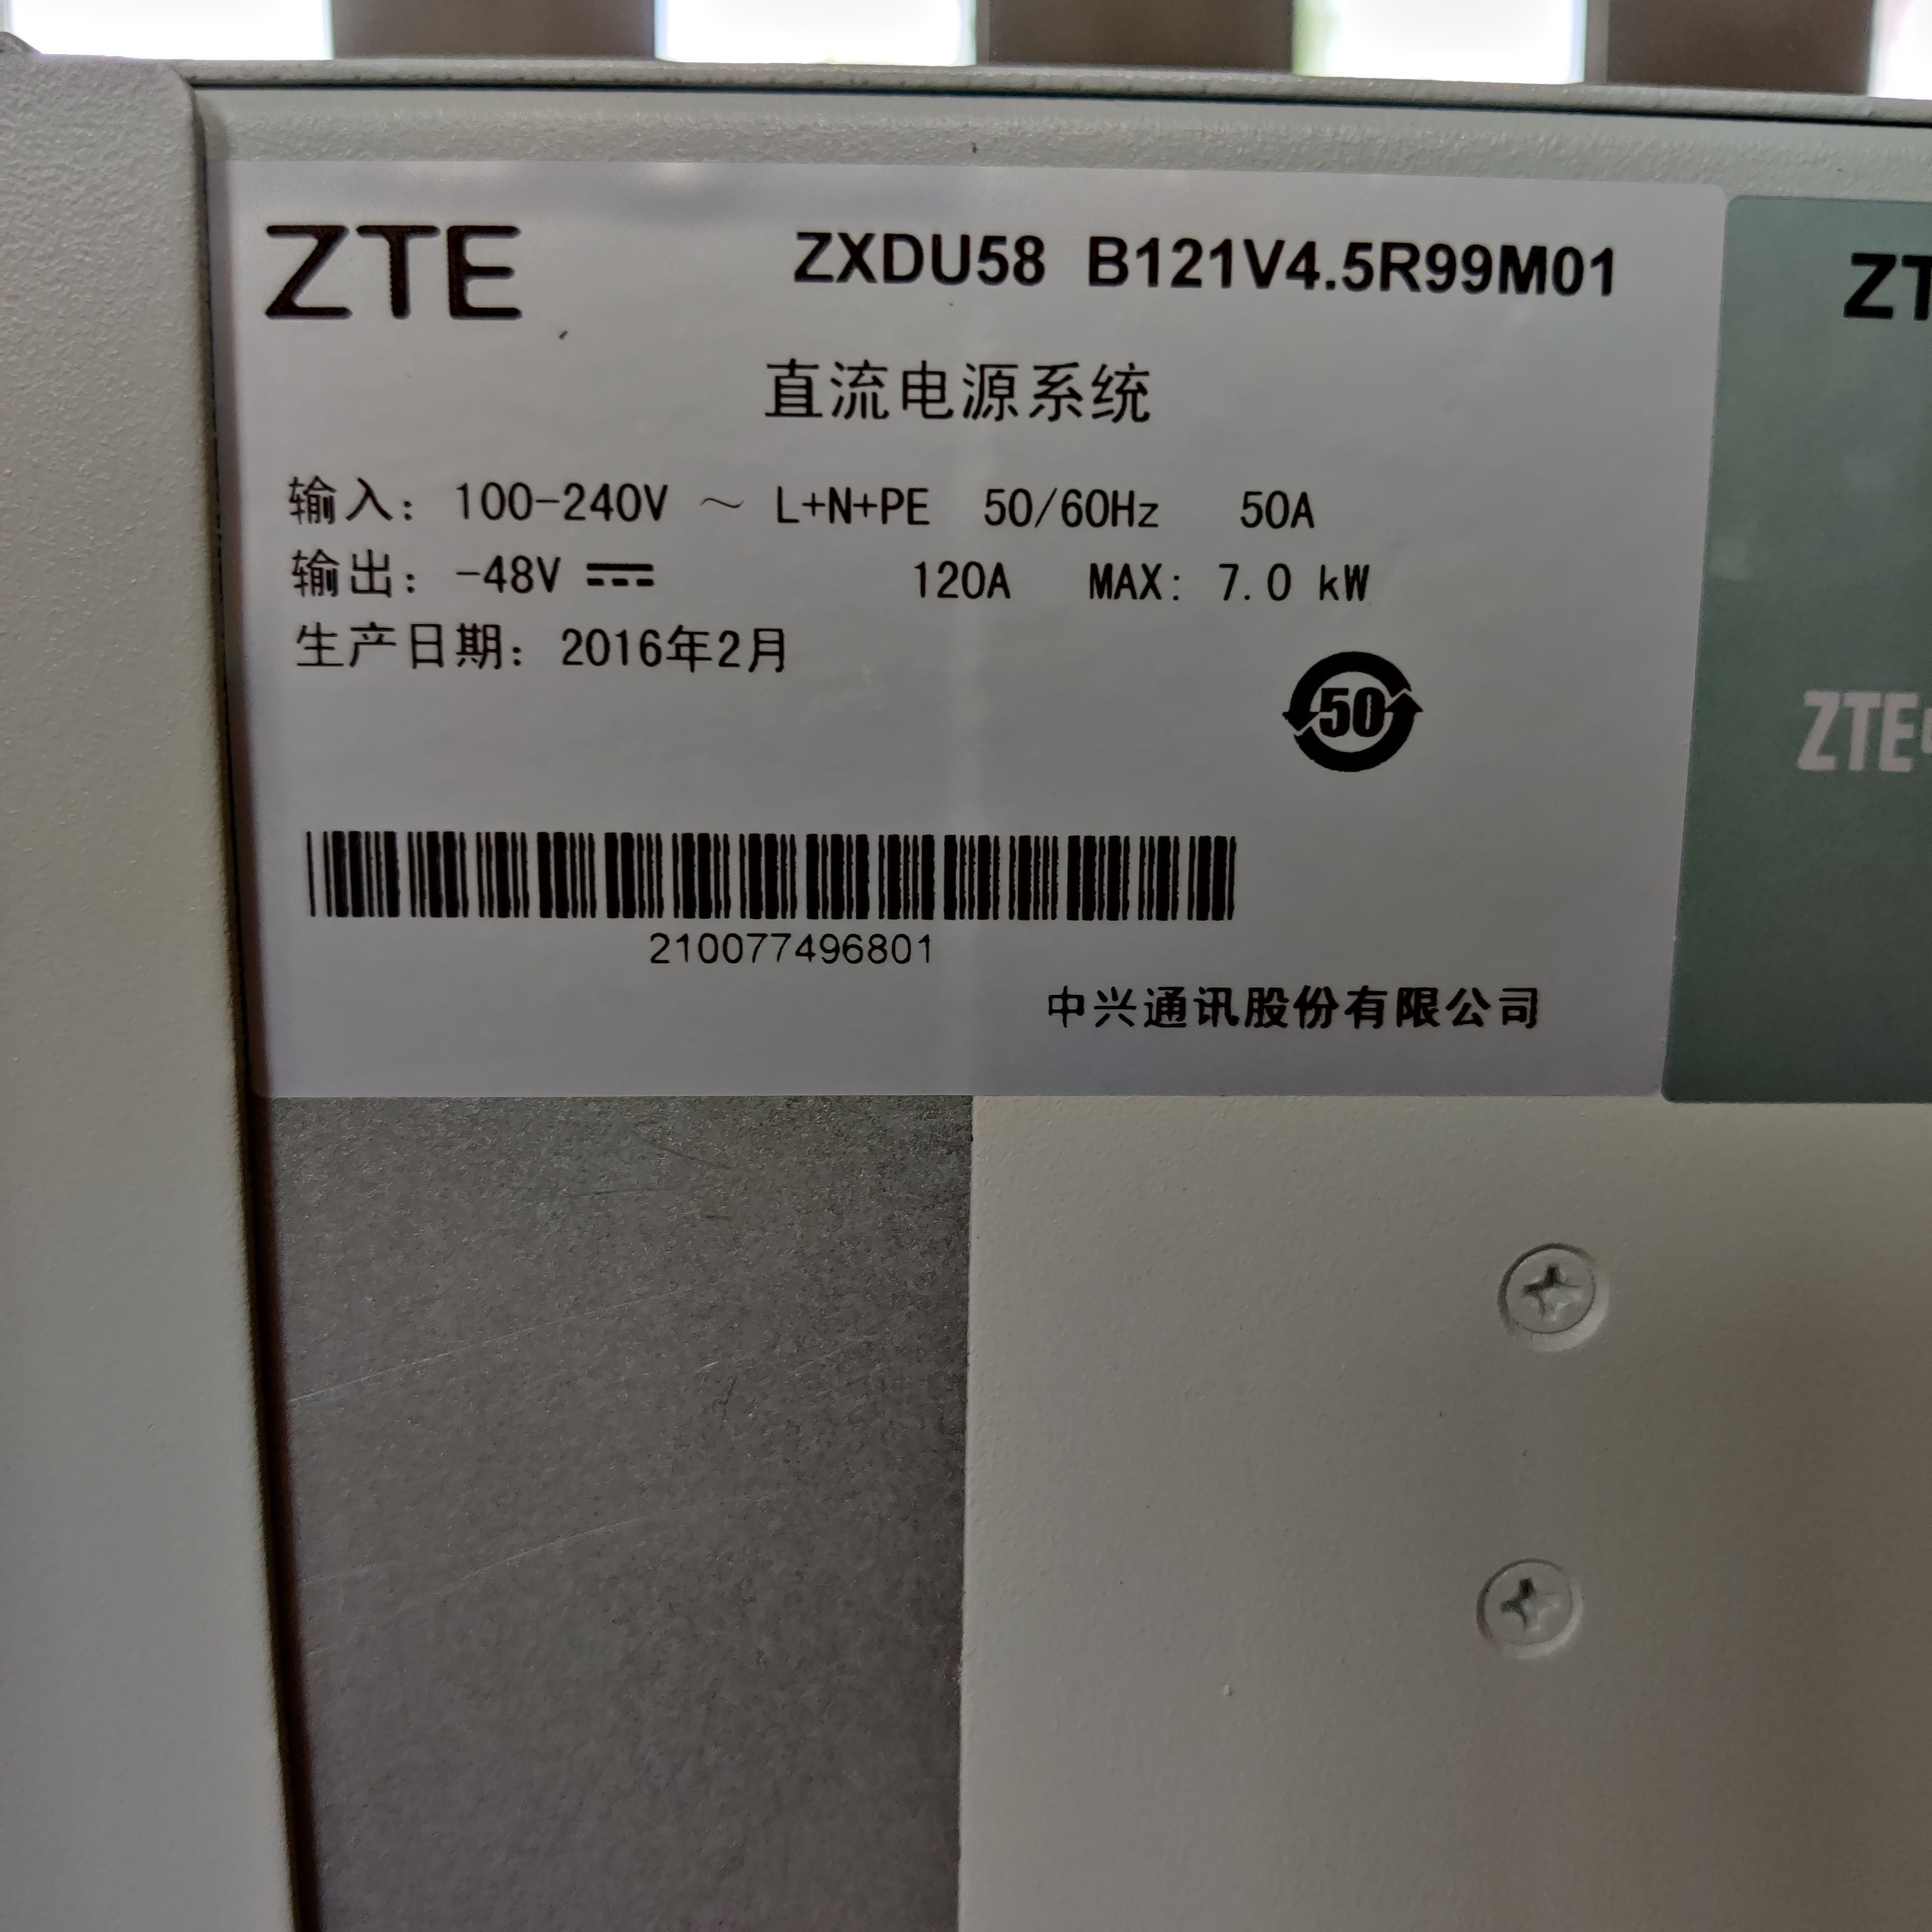 ZTE
ZXDU58 B121V4.5R99M01
直流电源系统
输入: 100-240V ～ L+N+PE 50/60Hz 50A
输出: -48V ⎓ 120A MAX: 7.0 kW
生产日期: 2016年2月
50
210077496801
中兴通讯股份有限公司
ZT
ZTE